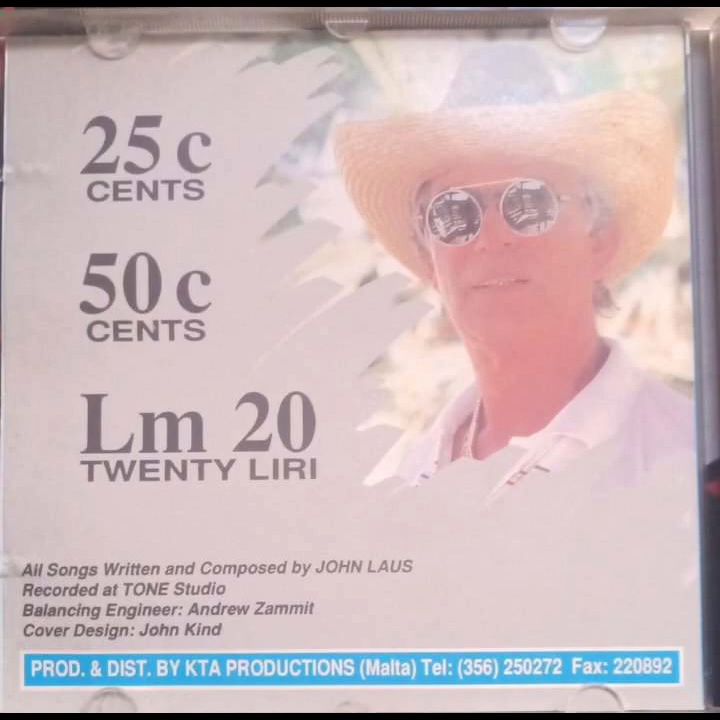 25 c
CENTS
50 c
CENTS
Lm 20
TWENTY LIRI
All Songs Written and Composed by JOHN LAUS
Recorded at TONE Studio
Balancing Engineer: Andrew Zammit
Cover Design: John Kind
PROD. & DIST. BY KTA PRODUCTIONS (Malta) Tel: (356) 250272 Fax: 220892